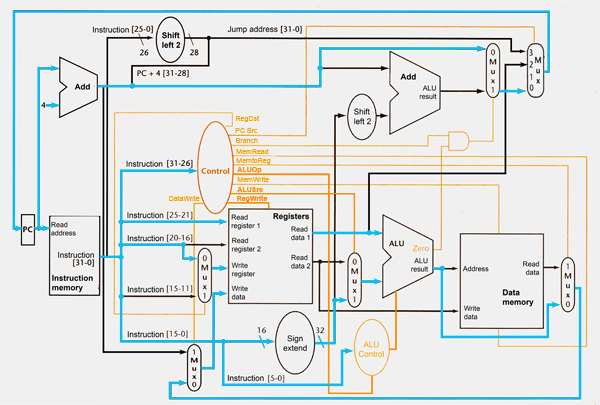 Instruction [25-0]
Shift
left 2
Jump address [31-0]
26
28
PC + 4 [31-28]
Add
4
Add
ALU
result
0
M
u
x
1
3
2
1
0
M
u
x
Shift
left 2
RegDst
PC Src
Branch
MemRead
MemtoReg
ALUOp
MemWrite
ALUSro
RegWrite
Control
Instruction [31-26]
DataWrite
PC
Read
address
Instruction
[31-0]
Instruction
memory
Instruction [25-21]
Instruction [20-16]
Instruction [15-11]
Instruction [15-0]
Instruction [5-0]
0
M
u
x
1
Read
register 1
Registers
Read
data 1
Read
register 2
Read
data 2
Write
register
Write
data
0
M
u
x
1
ALU
Zero
ALU
result
Address
Read
data
Data
memory
Write
data
1
M
u
x
0
16
Sign
extend
32
ALU
Control
1
M
u
x
0